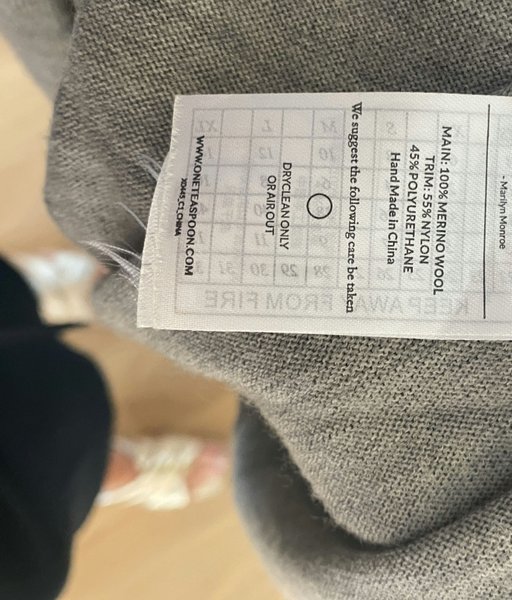 - Marilyn Monroe
MAIN: 100% MERINO WOOL
TRIM: 55% NYLON
45% POLYURETHANE
Hand Made in China
We suggest the following care be taken
DRYCLEAN ONLY
OR AIR OUT
WWW.ONETEASPOON.COM
KEEP AWAY FROM FIRE